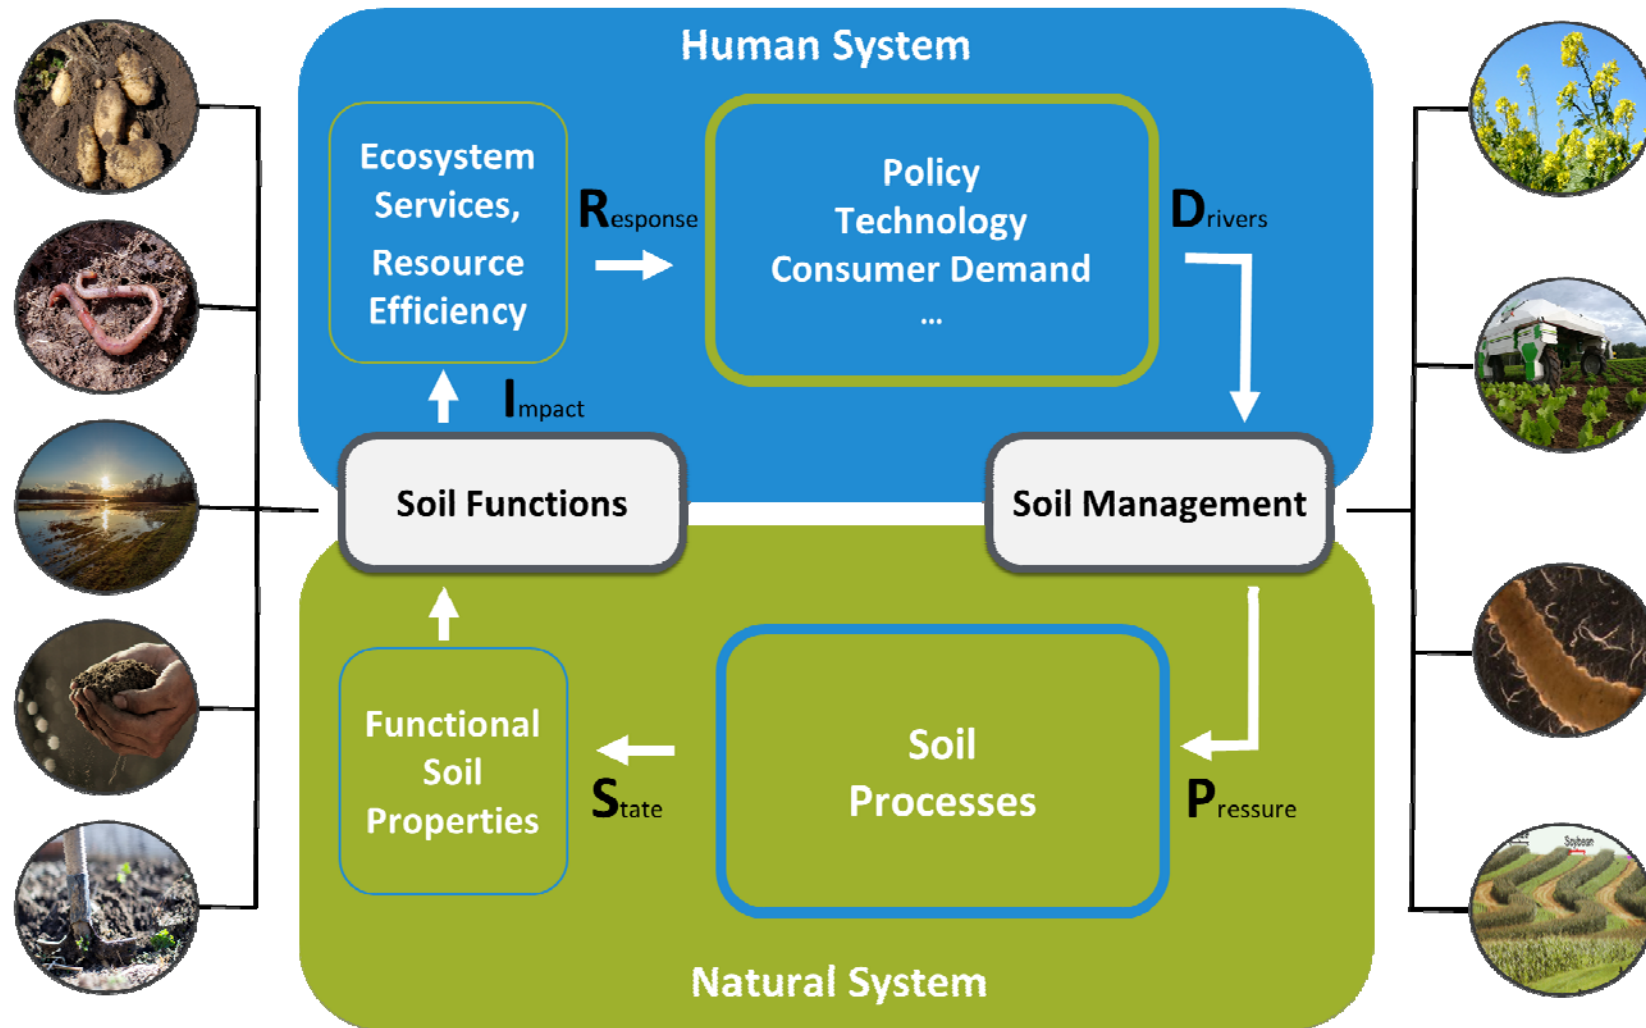 Human System
Ecosystem
Services,
Resource
Efficiency
Response
Policy
Technology
Consumer Demand
...
Drivers
Impact
Soil Functions
Soil Management
Functional
Soil
Properties
State
Soil
Processes
Pressure
Natural System
Soybean